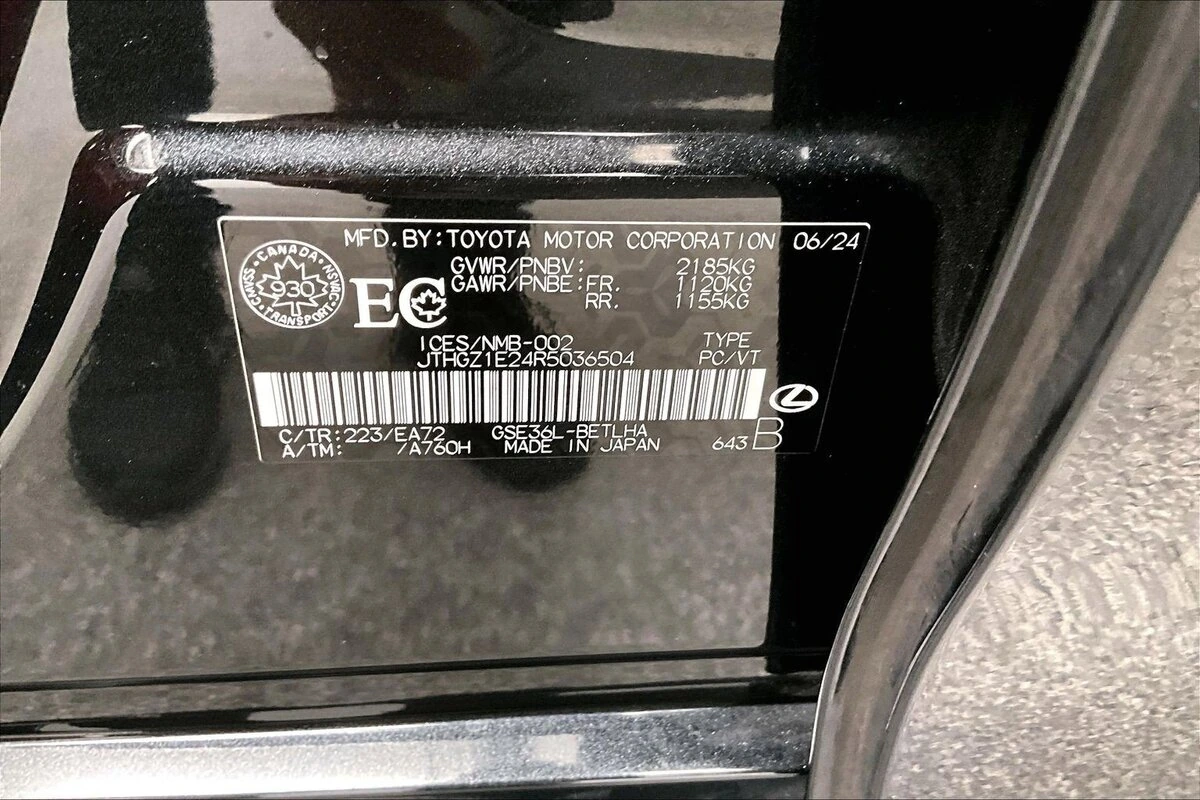 MFD. BY: TOYOTA MOTOR CORPORATION 06/24
CANADA
NSVAC
TRANSPORT
CMVSS
930
GVWR/PNBV: 2185KG
GAWR/PNBE: FR. 1120KG
RR. 1155KG
EC
ICES/NMB-002 TYPE
JTHGZ1E24R5036504 PC/VT
C/TR: 223/EA72 GSE36L-BETLHA
A/TM: /A760H MADE IN JAPAN 643 B